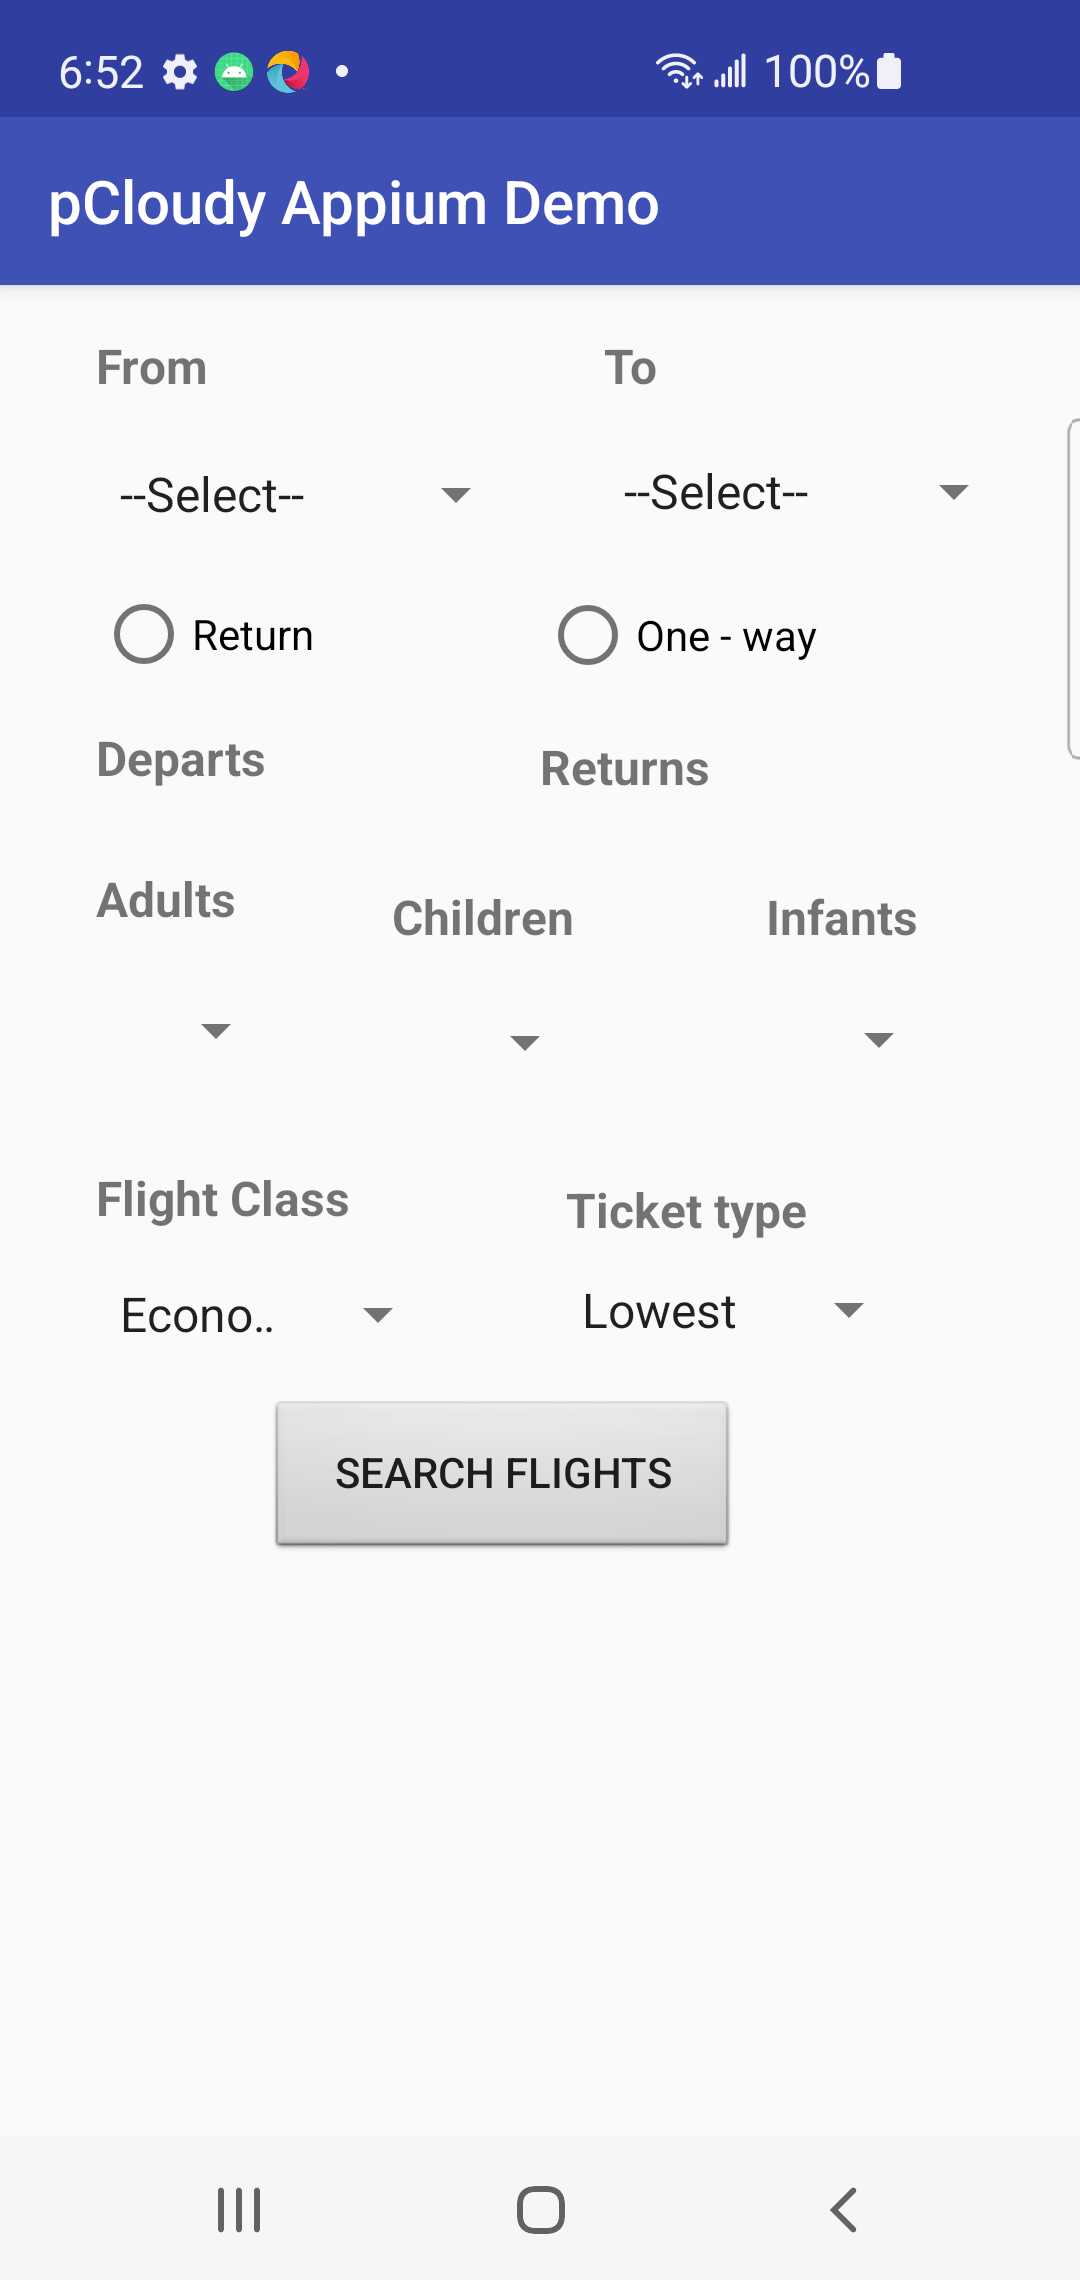 6:52 100%
pCloudy Appium Demo
From To
--Select-- --Select--
Return One - way
Departs Returns
Adults Children Infants
Flight Class Ticket type
Econo.. Lowest
SEARCH FLIGHTS